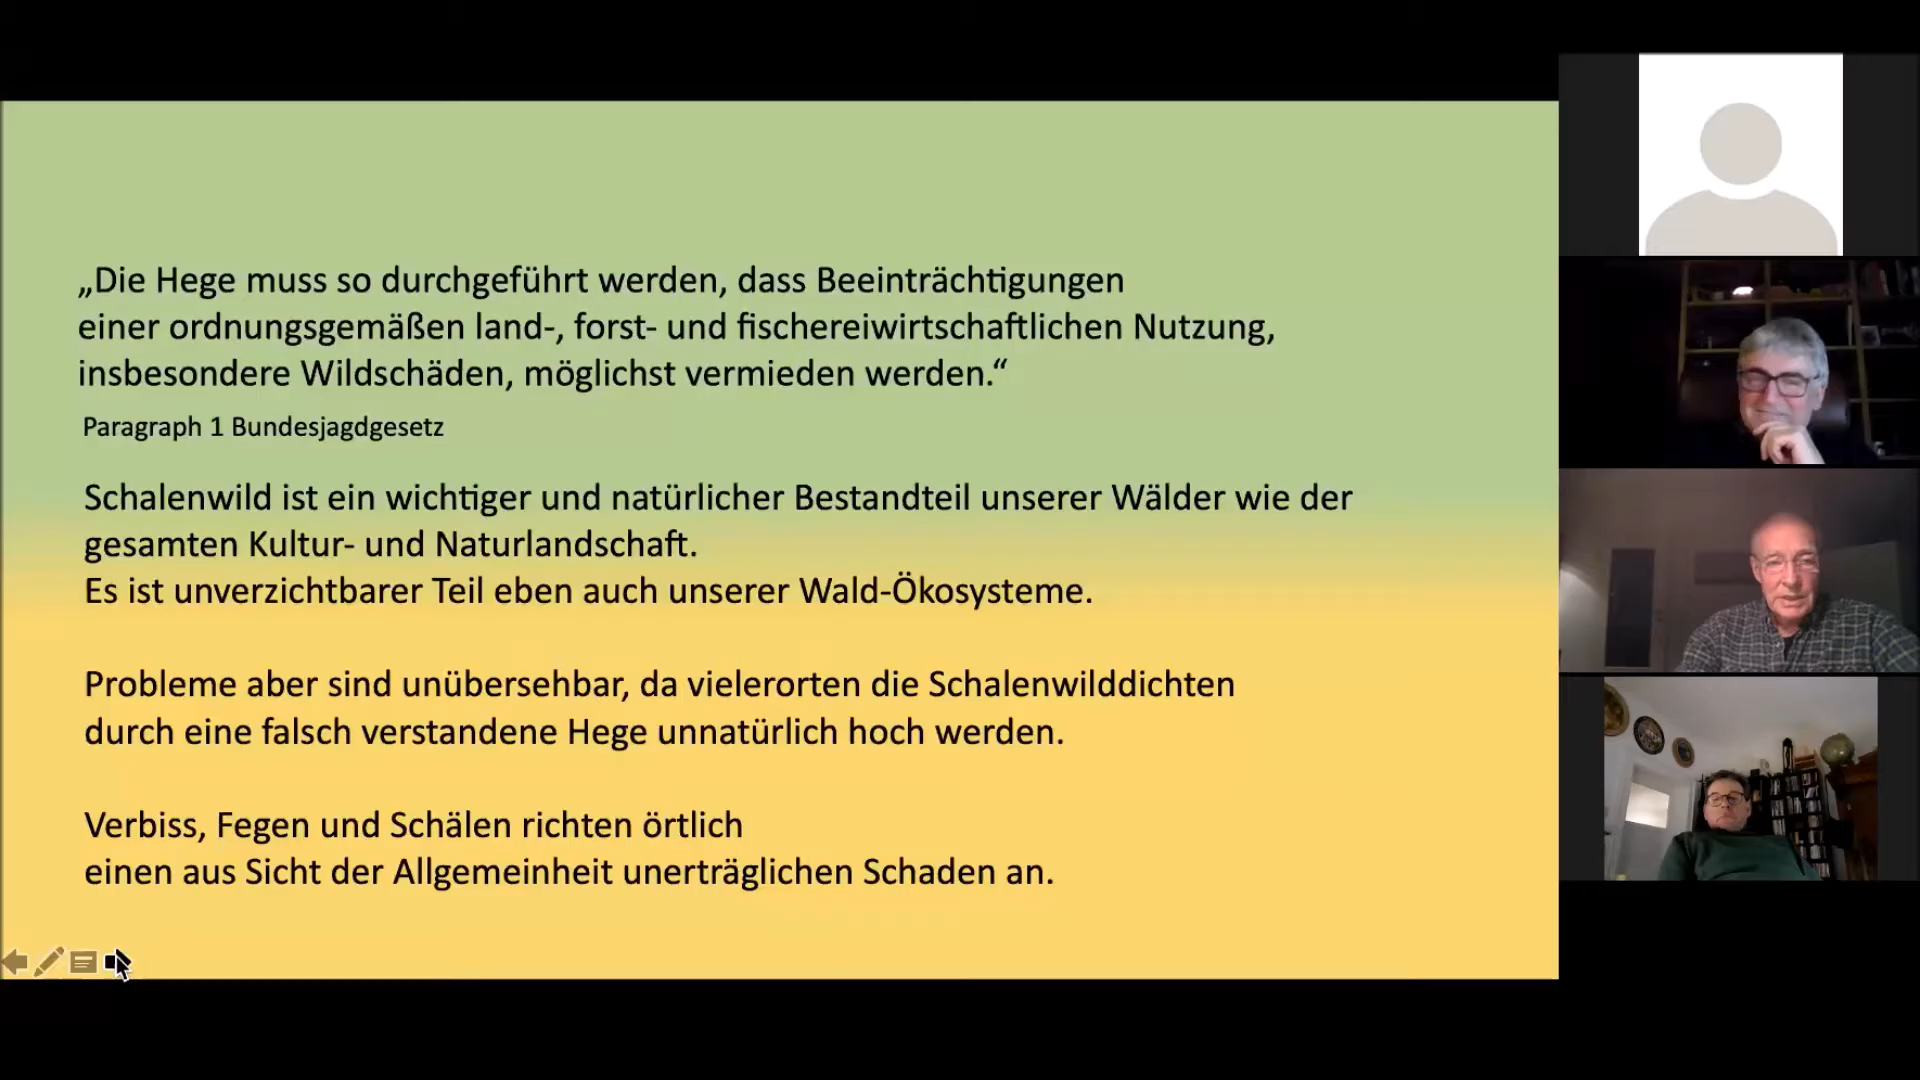 „Die Hege muss so durchgeführt werden, dass Beeinträchtigungen
einer ordnungsgemäßen land-, forst- und fischereiwirtschaftlichen Nutzung,
insbesondere Wildschäden, möglichst vermieden werden.“
Paragraph 1 Bundesjagdgesetz
Schalenwild ist ein wichtiger und natürlicher Bestandteil unserer Wälder wie der
gesamten Kultur- und Naturlandschaft.
Es ist unverzichtbarer Teil eben auch unserer Wald-Ökosysteme.
Probleme aber sind unübersehbar, da vielerorten die Schalenwilddichten
durch eine falsch verstandene Hege unnatürlich hoch werden.
Verbiss, Fegen und Schälen richten örtlich
einen aus Sicht der Allgemeinheit unerträglichen Schaden an.